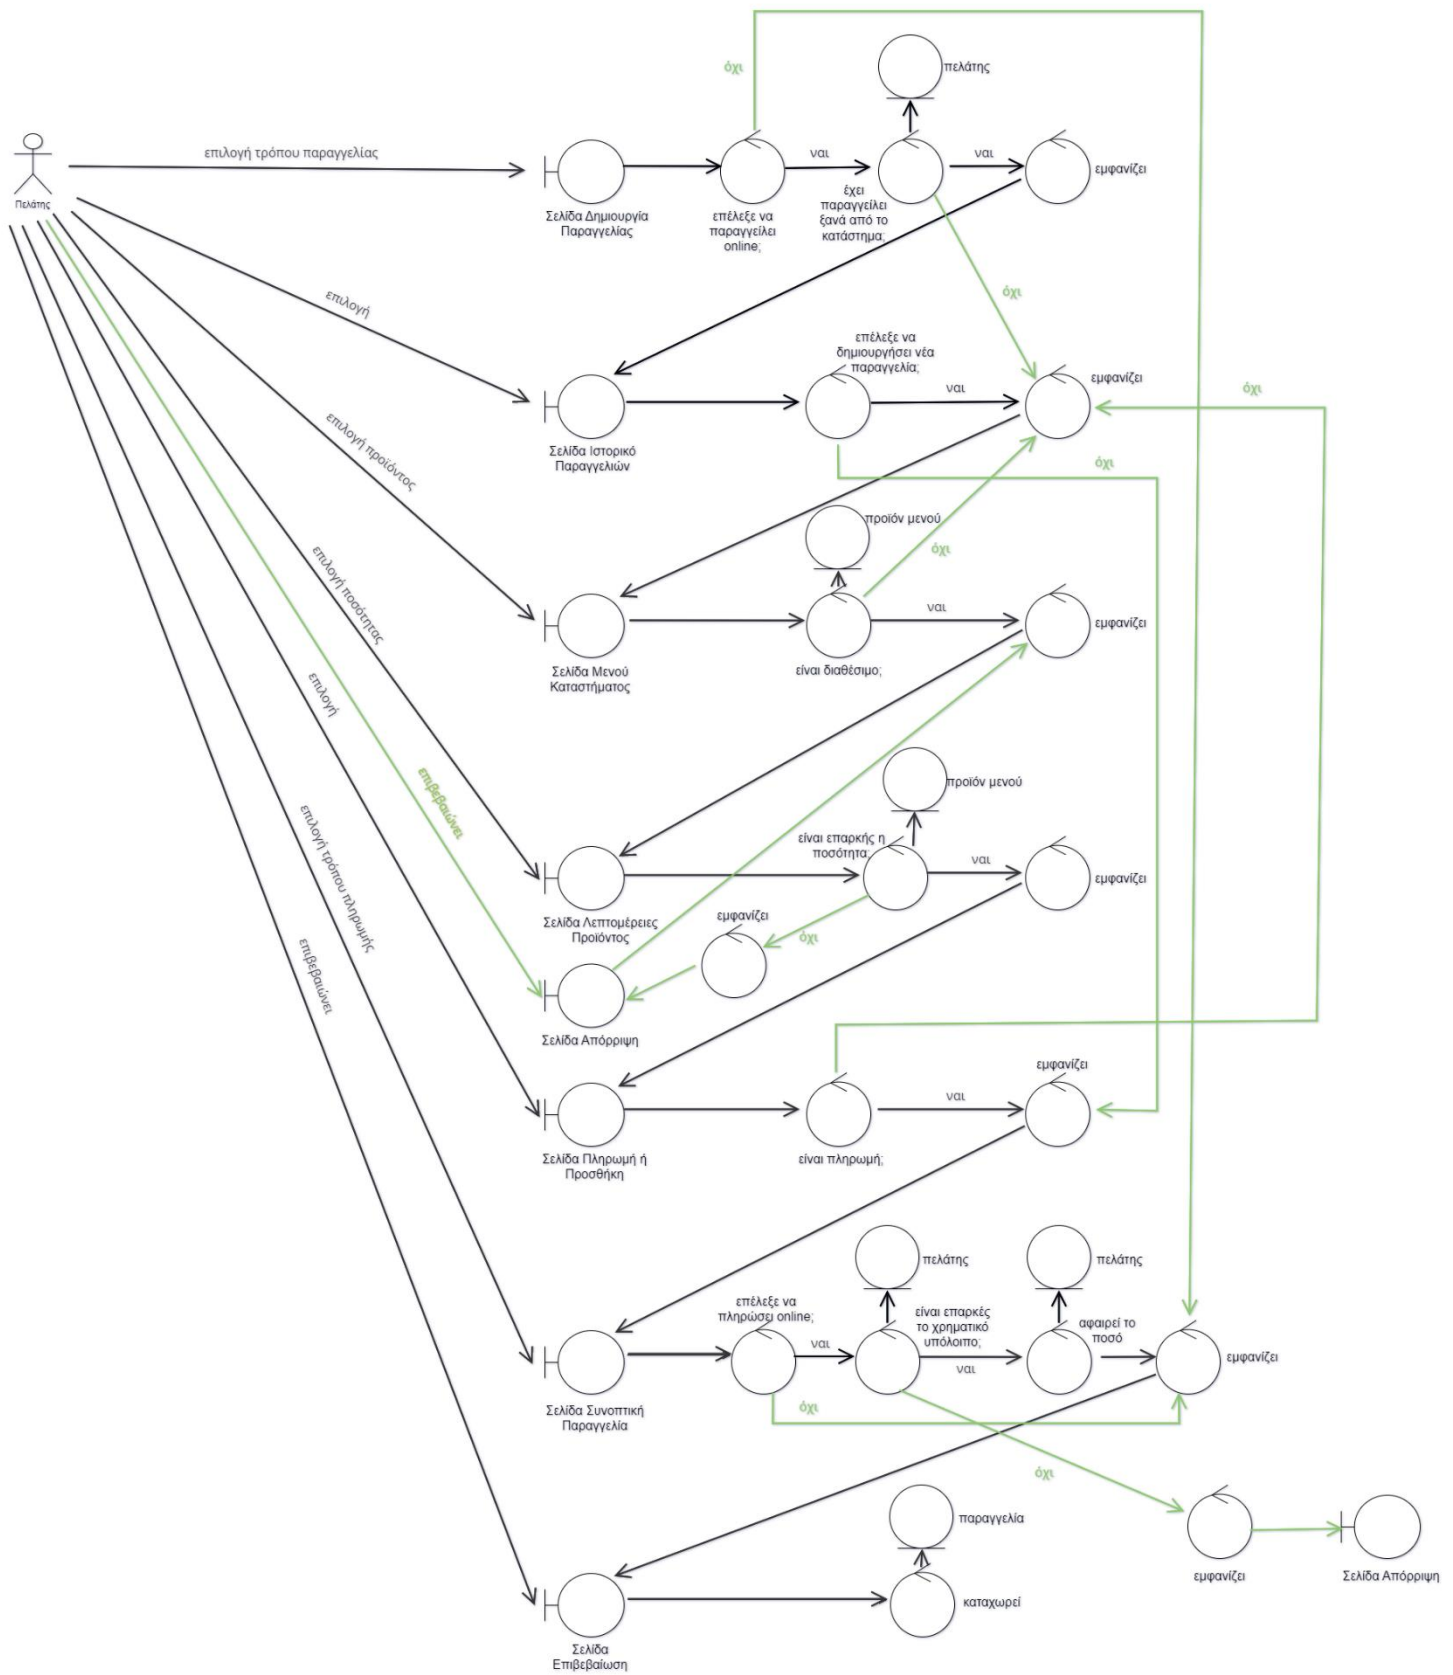 όχι
πελάτης
Πελάτης
επιλογή τρόπου παραγγελίας
ναι
ναι
εμφανίζει
Σελίδα Δημιουργία
Παραγγελίας
επέλεξε να
παραγγείλει
online;
έχει
παραγγείλει
ξανά από το
κατάστημα;
όχι
επιλογή
επέλεξε να
δημιουργήσει νέα
παραγγελία;
ναι
εμφανίζει
όχι
Σελίδα Ιστορικό
Παραγγελιών
όχι
επιλογή προϊόντος
προϊόν μενού
όχι
ναι
εμφανίζει
Σελίδα Μενού
Καταστήματος
είναι διαθέσιμο;
επιλογή ποσότητας
επιλογή
επιβεβαιώνει
προϊόν μενού
είναι επαρκής η
ποσότητα;
ναι
εμφανίζει
Σελίδα Λεπτομέρειες
Προϊόντος
εμφανίζει
όχι
επιλογή τρόπου πληρωμής
επιβεβαιώνει
Σελίδα Απόρριψη
εμφανίζει
ναι
Σελίδα Πληρωμή ή
Προσθήκη
είναι πληρωμή;
πελάτης
πελάτης
επέλεξε να
πληρώσει online;
είναι επαρκές
το χρηματικό
υπόλοιπο;
αφαιρεί το
ποσό
ναι
ναι
εμφανίζει
Σελίδα Συνοπτική
Παραγγελία
όχι
όχι
παραγγελία
εμφανίζει
Σελίδα Απόρριψη
καταχωρεί
Σελίδα
Επιβεβαίωση